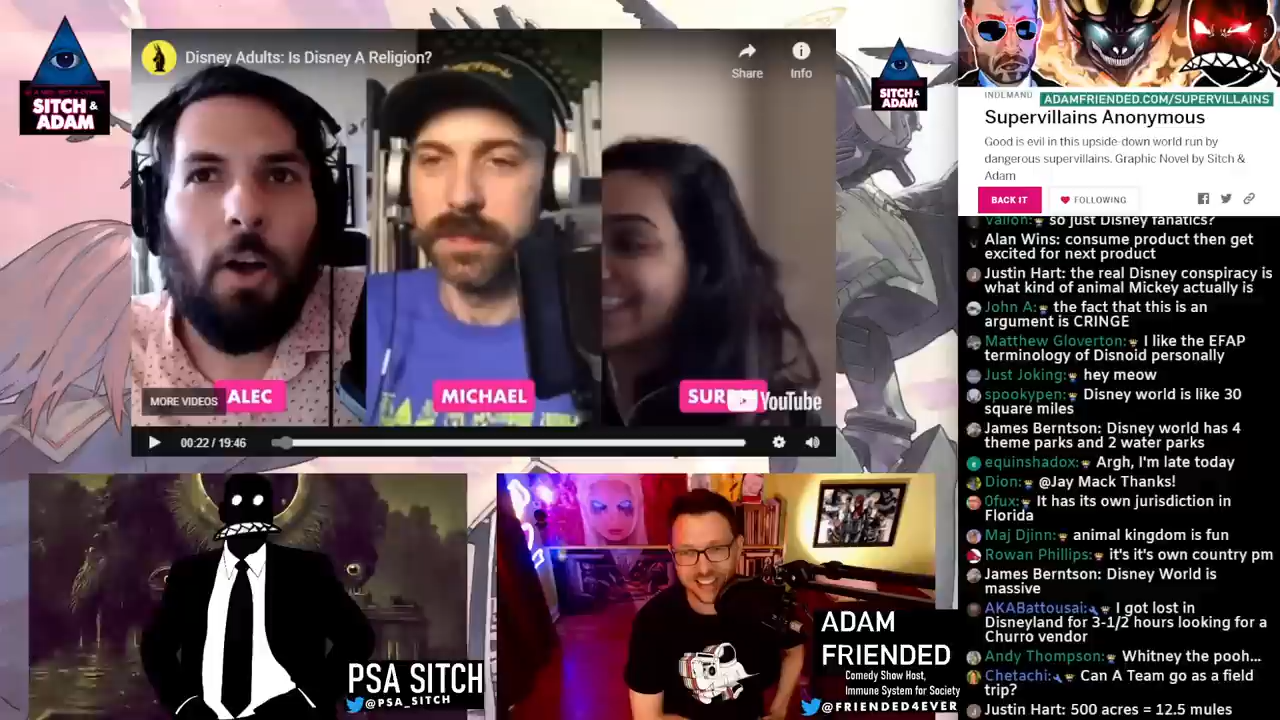 Disney Adults: Is Disney A Religion?
Share
Info
SITCH &
ADAM
SITCH &
ADAM
MORE VIDEOS
ALEC
MICHAEL
SUR
YouTube
00:22 / 19:46
PSA SITCH
@PSA_SITCH
ADAM
FRIENDED
Comedy Show Host,
Immune System for Society
@FRIENDED4EVER
INDEMAND
ADAMFRIENDED.COM/SUPERVILLAINS
Supervillains Anonymous
Good is evil in this upside-down world run by
dangerous supervillains. Graphic Novel by Sitch &
Adam
BACK IT
FOLLOWING
Vallon: so just Disney fanatics?
Alan Wins: consume product then get
excited for next product
Justin Hart: the real Disney conspiracy is
what kind of animal Mickey actually is
John A: the fact that this is an
argument is CRINGE
Matthew Gloverton: I like the EFAP
terminology of Disnoid personally
Just Joking: hey meow
spookypen: Disney world is like 30
square miles
James Berntson: Disney world has 4
theme parks and 2 water parks
equinshadox: Argh, I'm late today
Dion: @Jay Mack Thanks!
0fux: It has its own jurisdiction in
Florida
Maj Djinn: animal kingdom is fun
Rowan Phillips: it's it's own country pm
James Berntson: Disney World is
massive
AKABattousai: I got lost in
Disneyland for 3-1/2 hours looking for a
Churro vendor
Andy Thompson: Whitney the pooh...
Chetachi: Can A Team go as a field
trip?
Justin Hart: 500 acres = 12.5 mules